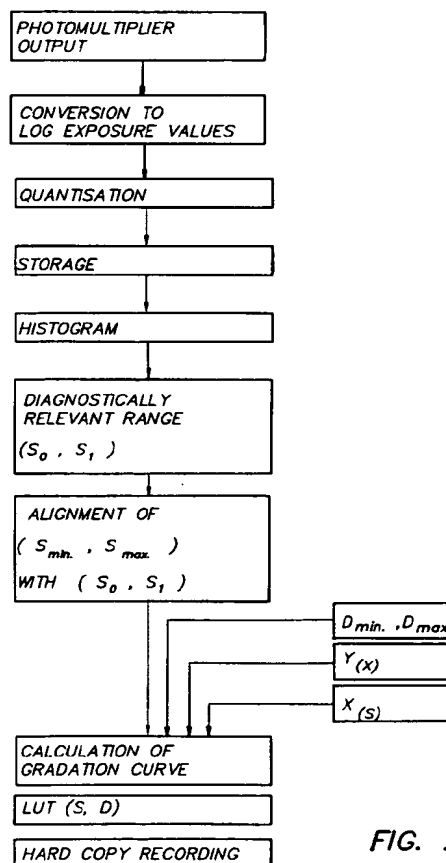 PHOTOMULTIPLIER
OUTPUT
CONVERSION TO
LOG EXPOSURE VALUES
QUANTISATION
STORAGE
HISTOGRAM
DIAGNOSTICALLY
RELEVANT RANGE
(S0 , S1 )
ALIGNMENT OF
( Smin. , Smax. )
WITH ( S0 , S1 )
Dmin. , Dmax
Y(X)
X(S)
CALCULATION OF
GRADATION CURVE
LUT (S, D)
HARD COPY RECORDING
FIG.